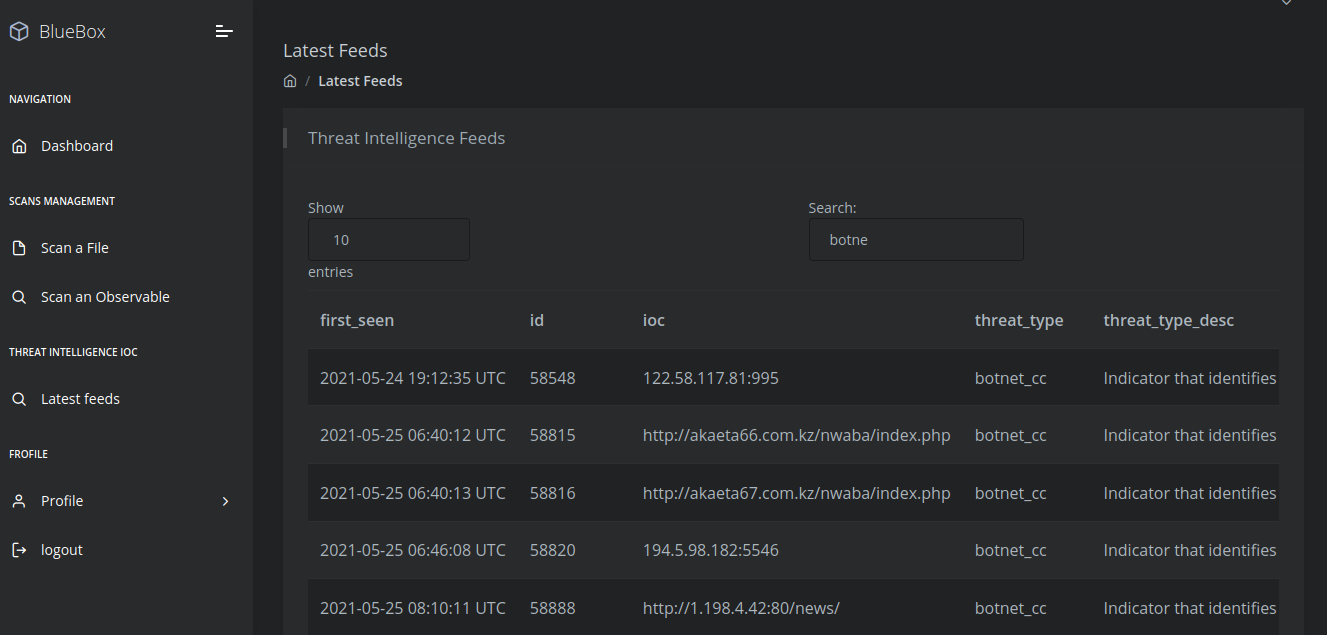 BlueBox
NAVIGATION
Dashboard
SCANS MANAGEMENT
Scan a File
Scan an Observable
THREAT INTELLIGENCE IOC
Latest feeds
FROFILE
Profile
logout
Latest Feeds
/ Latest Feeds
Threat Intelligence Feeds
Show
10
entries
Search:
botne
first_seen id ioc threat_type threat_type_desc
2021-05-24 19:12:35 UTC 58548 122.58.117.81:995 botnet_cc Indicator that identifies
2021-05-25 06:40:12 UTC 58815 http://akaeta66.com.kz/nwaba/index.php botnet_cc Indicator that identifies
2021-05-25 06:40:13 UTC 58816 http://akaeta67.com.kz/nwaba/index.php botnet_cc Indicator that identifies
2021-05-25 06:46:08 UTC 58820 194.5.98.182:5546 botnet_cc Indicator that identifies
2021-05-25 08:10:11 UTC 58888 http://1.198.4.42:80/news/ botnet_cc Indicator that identifies